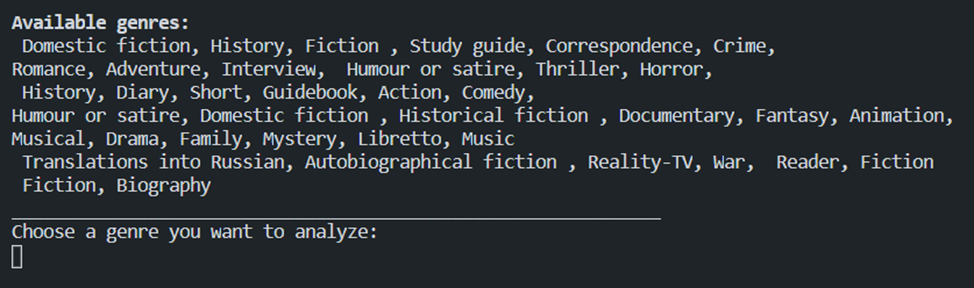 Available genres:
 Domestic fiction, History, Fiction , Study guide, Correspondence, Crime,
Romance, Adventure, Interview,  Humour or satire, Thriller, Horror,
 History, Diary, Short, Guidebook, Action, Comedy,
Humour or satire, Domestic fiction , Historical fiction , Documentary, Fantasy, Animation,
Musical, Drama, Family, Mystery, Libretto, Music
 Translations into Russian, Autobiographical fiction , Reality-TV, War,  Reader, Fiction
 Fiction, Biography
Choose a genre you want to analyze: